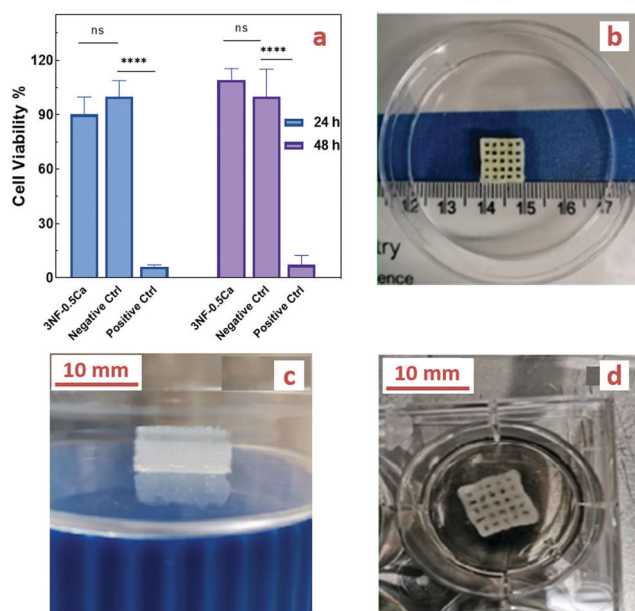 a
ns
****
ns
****
120
90
60
30
0
Cell Viability %
24 h
48 h
3NF-0.5Ca
Negative Ctrl
Positive Ctrl
3NF-0.5Ca
Negative Ctrl
Positive Ctrl
b
12 13 14 15 16 17
try
ence
c
10 mm
d
10 mm